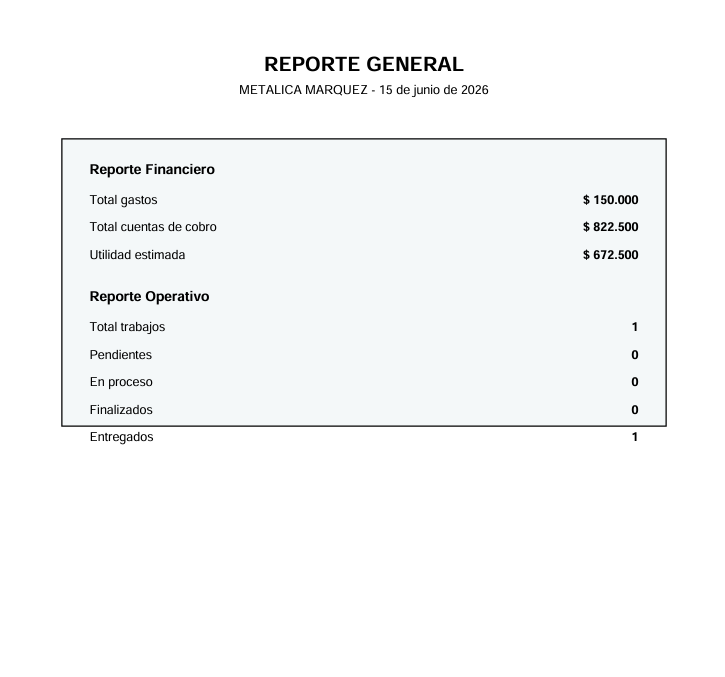 REPORTE GENERAL
METALICA MARQUEZ - 15 de junio de 2026
Reporte Financiero
Total gastos $ 150.000
Total cuentas de cobro $ 822.500
Utilidad estimada $ 672.500
Reporte Operativo
Total trabajos 1
Pendientes 0
En proceso 0
Finalizados 0
Entregados 1